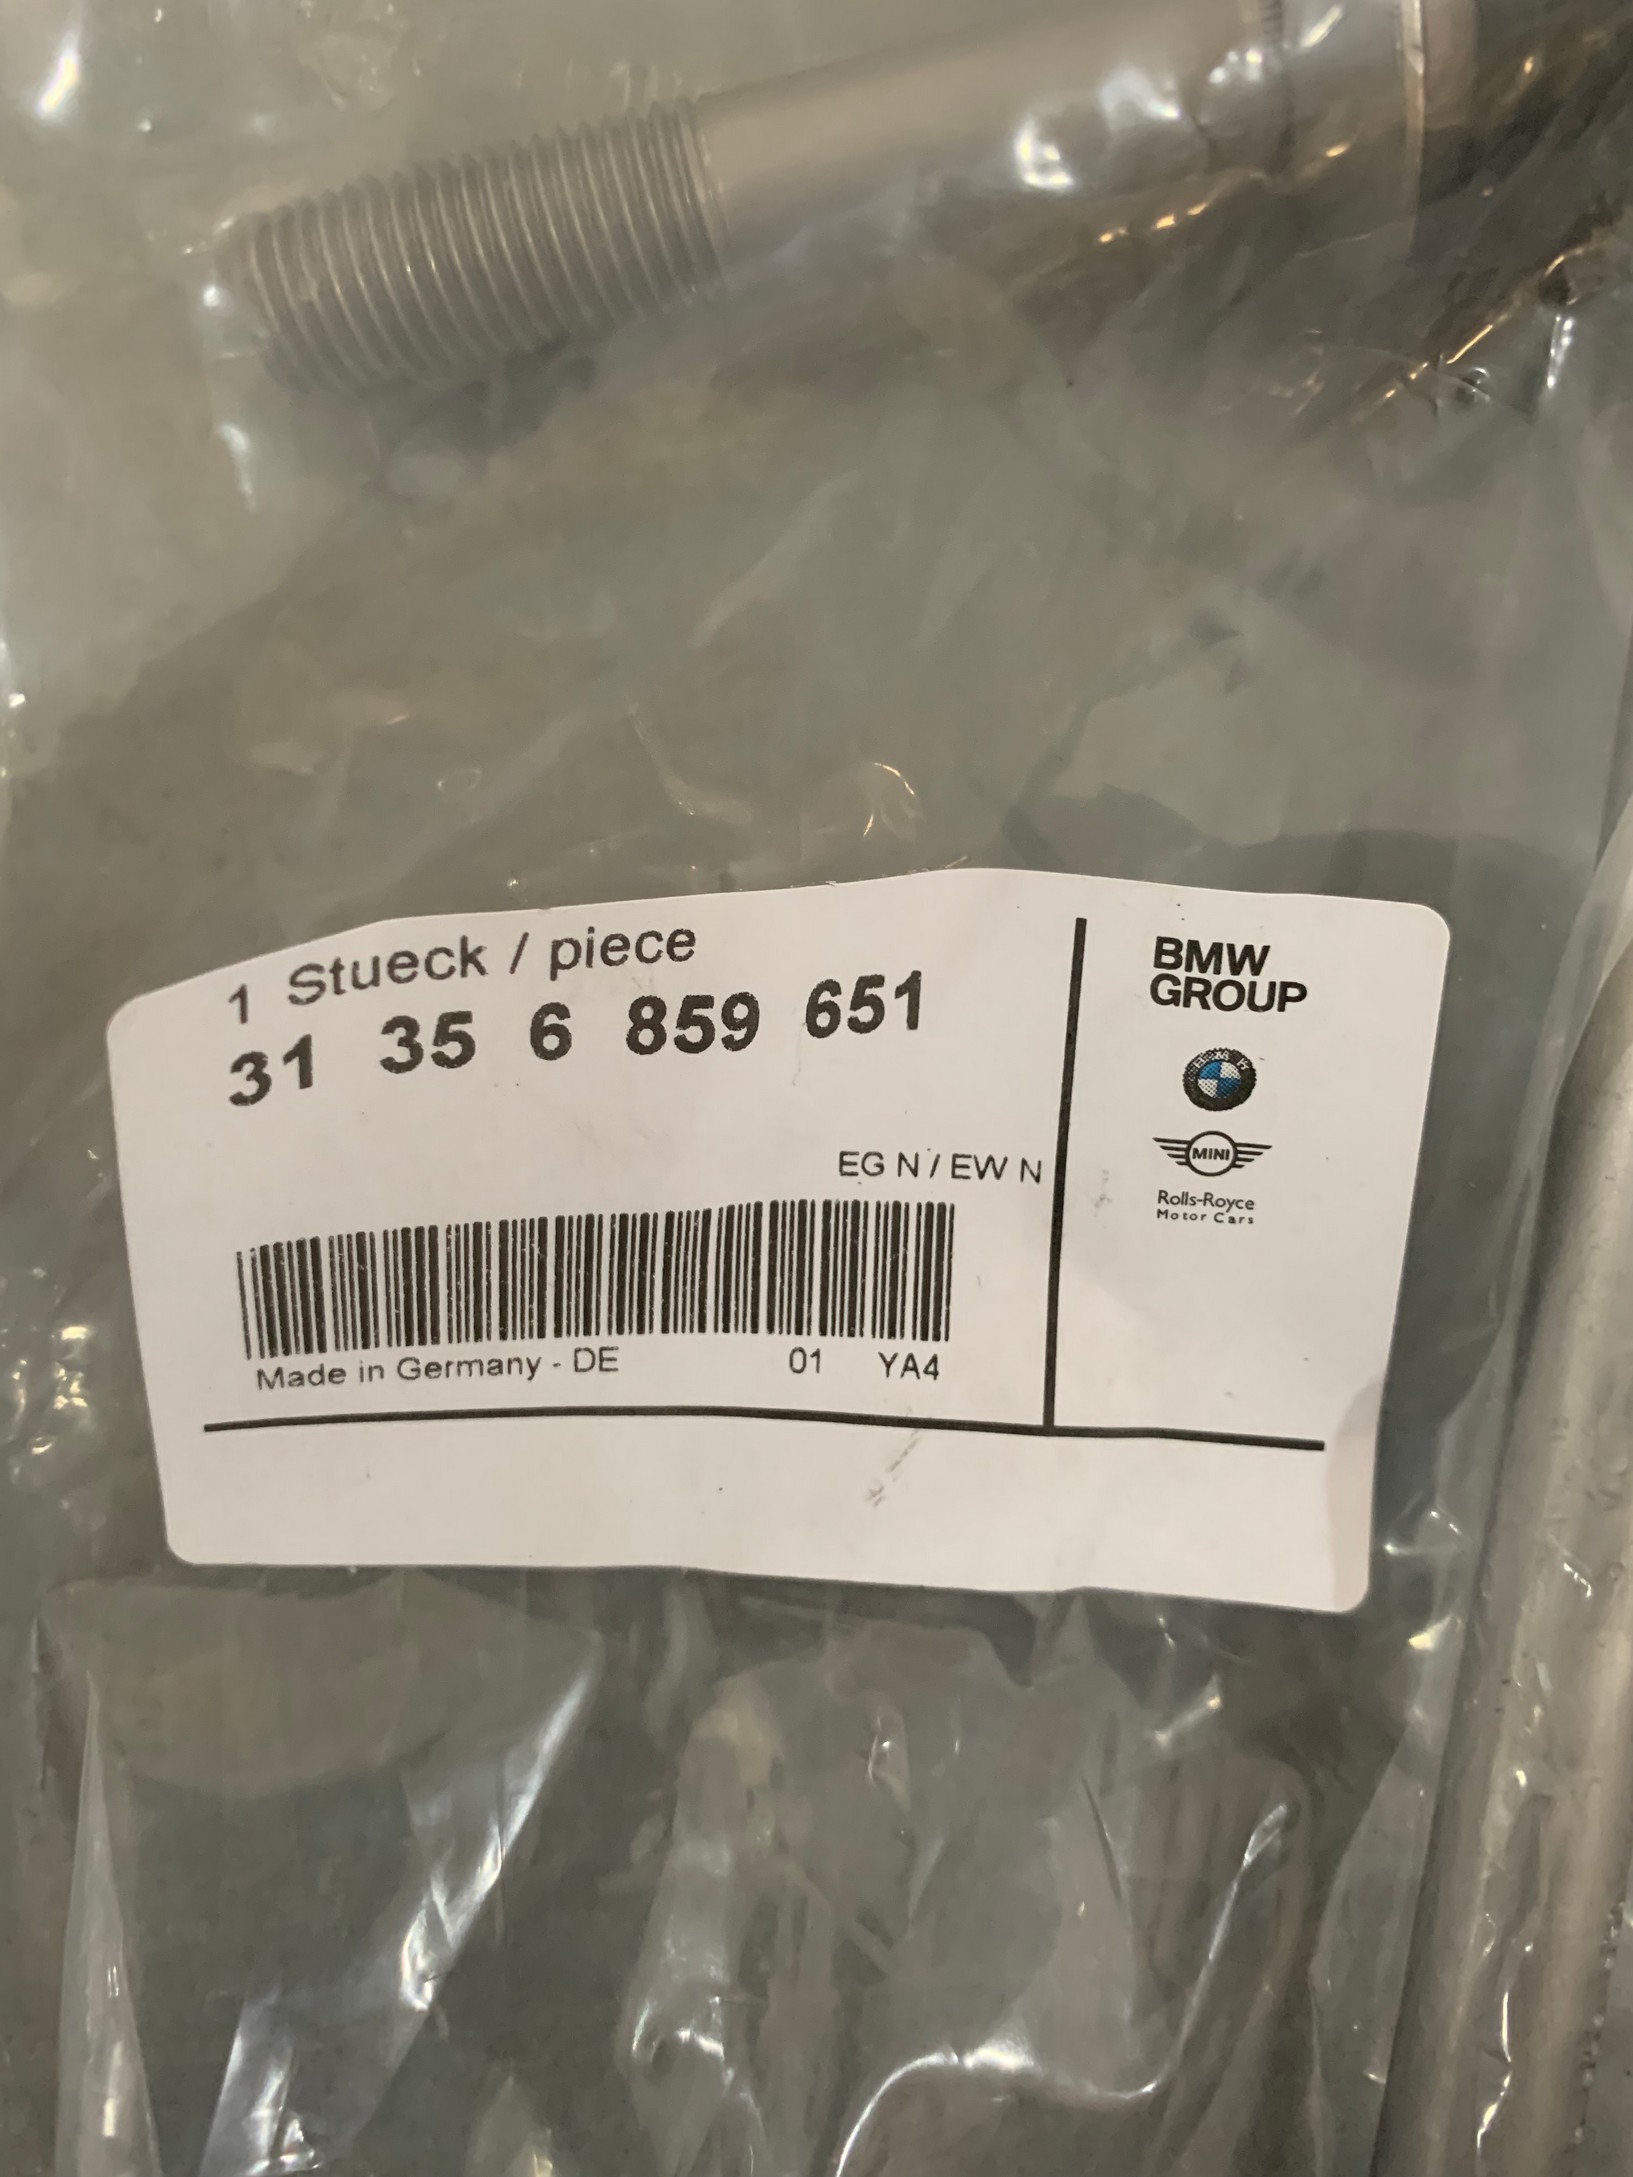 1 Stueck / piece
31 35 6 859 651
EG N / EW N
Made in Germany - DE 01 YA4
BMW
GROUP
BMW
MINI
Rolls-Royce
Motor Cars